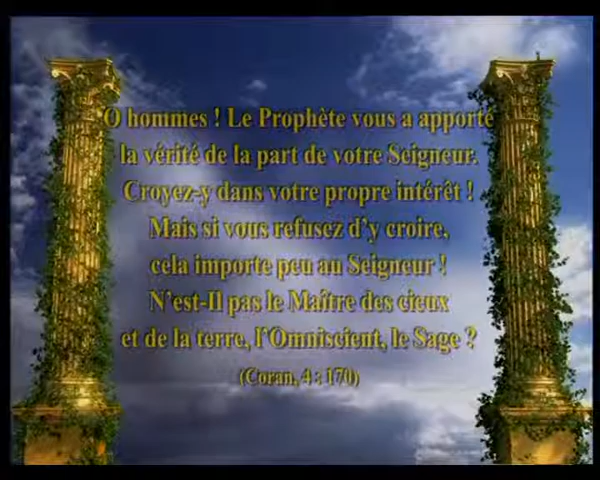 Ô hommes ! Le Prophète vous a apporté
la vérité de la part de votre Seigneur.
Croyez-y dans votre propre intérêt !
Mais si vous refusez d'y croire,
cela importe peu au Seigneur !
N'est-Il pas le Maître des cieux
et de la terre, l'Omniscient, le Sage ?
(Coran, 4 : 170)